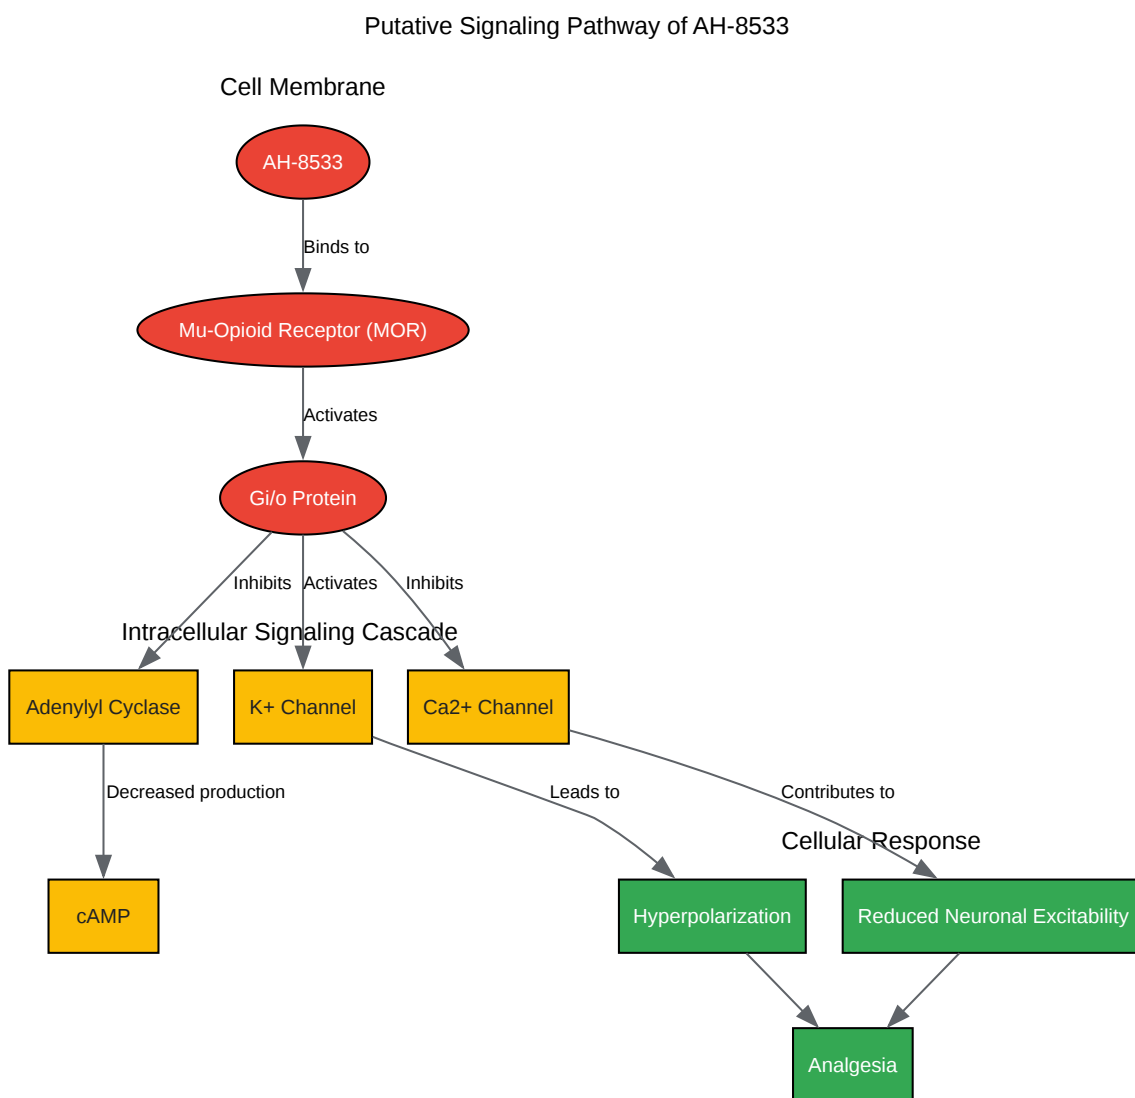 Putative Signaling Pathway of AH-8533
Cell Membrane
AH-8533
Binds to
Mu-Opioid Receptor (MOR)
Activates
Gi/o Protein
Inhibits
Activates
Inhibits
Intracellular Signaling Cascade
Adenylyl Cyclase
K+ Channel
Ca2+ Channel
Decreased production
Leads to
Contributes to
Cellular Response
cAMP
Hyperpolarization
Reduced Neuronal Excitability
Analgesia